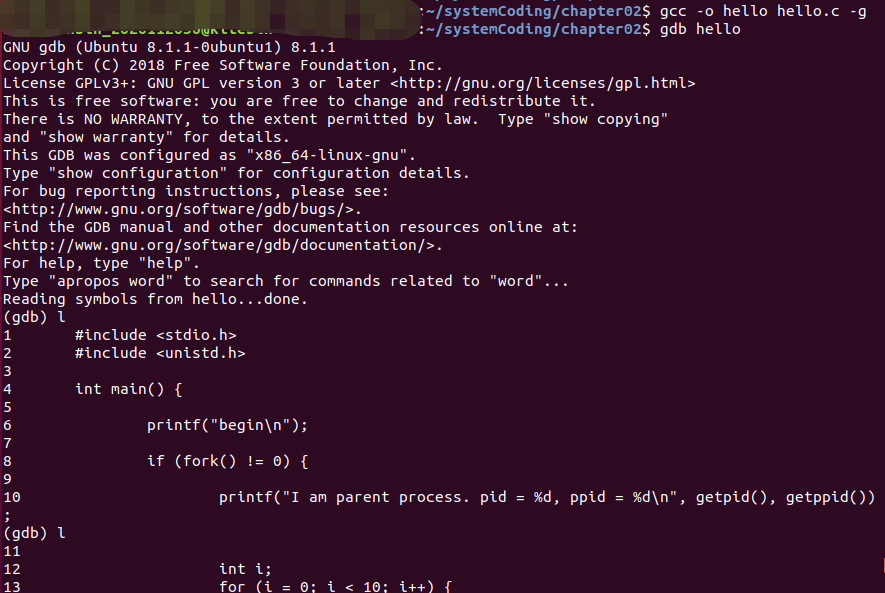 :~/systemCoding/chapter02$ gcc -o hello hello.c -g
:~/systemCoding/chapter02$ gdb hello
GNU gdb (Ubuntu 8.1.1-0ubuntu1) 8.1.1
Copyright (C) 2018 Free Software Foundation, Inc.
License GPLv3+: GNU GPL version 3 or later <http://gnu.org/licenses/gpl.html>
This is free software: you are free to change and redistribute it.
There is NO WARRANTY, to the extent permitted by law.  Type "show copying"
and "show warranty" for details.
This GDB was configured as "x86_64-linux-gnu".
Type "show configuration" for configuration details.
For bug reporting instructions, please see:
<http://www.gnu.org/software/gdb/bugs/>.
Find the GDB manual and other documentation resources online at:
<http://www.gnu.org/software/gdb/documentation/>.
For help, type "help".
Type "apropos word" to search for commands related to "word"...
Reading symbols from hello...done.
(gdb) l
1       #include <stdio.h>
2       #include <unistd.h>
3
4       int main() {
5
6               printf("begin\n");
7
8               if (fork() != 0) {
9
10                      printf("I am parent process. pid = %d, ppid = %d\n", getpid(), getppid())
;
(gdb) l
11
12                      int i;
13                      for (i = 0; i < 10; i++) {